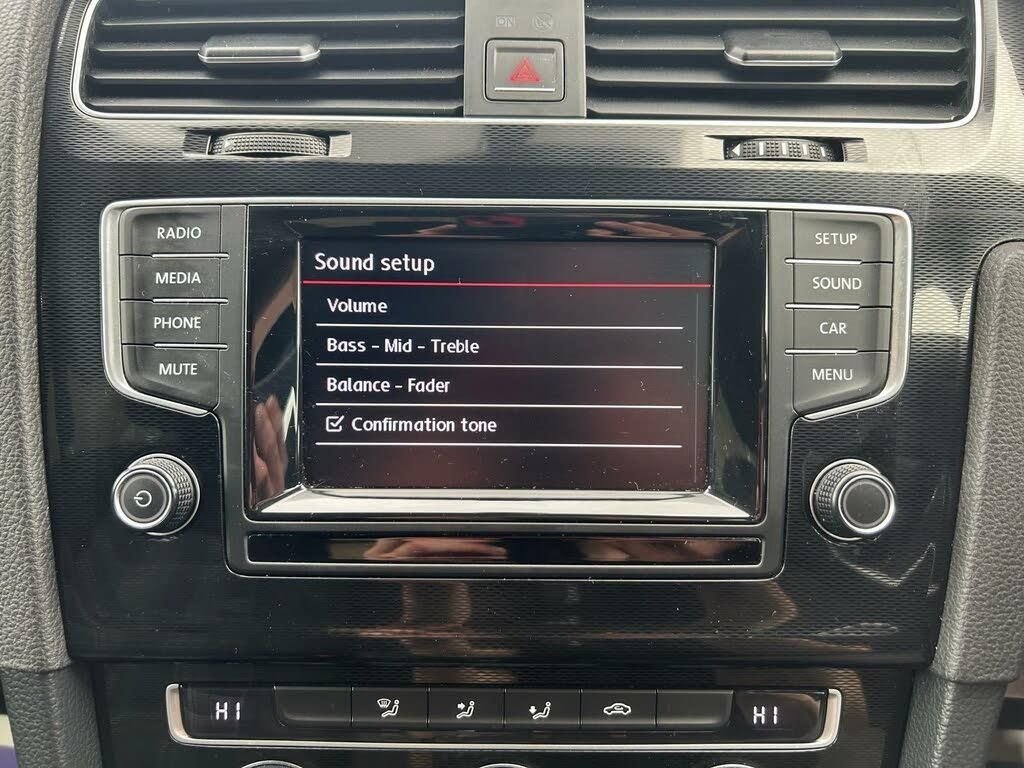 ON
RADIO
MEDIA
PHONE
MUTE
Sound setup
Volume
Bass - Mid - Treble
Balance - Fader
Confirmation tone
SETUP
SOUND
CAR
MENU
HI
HI